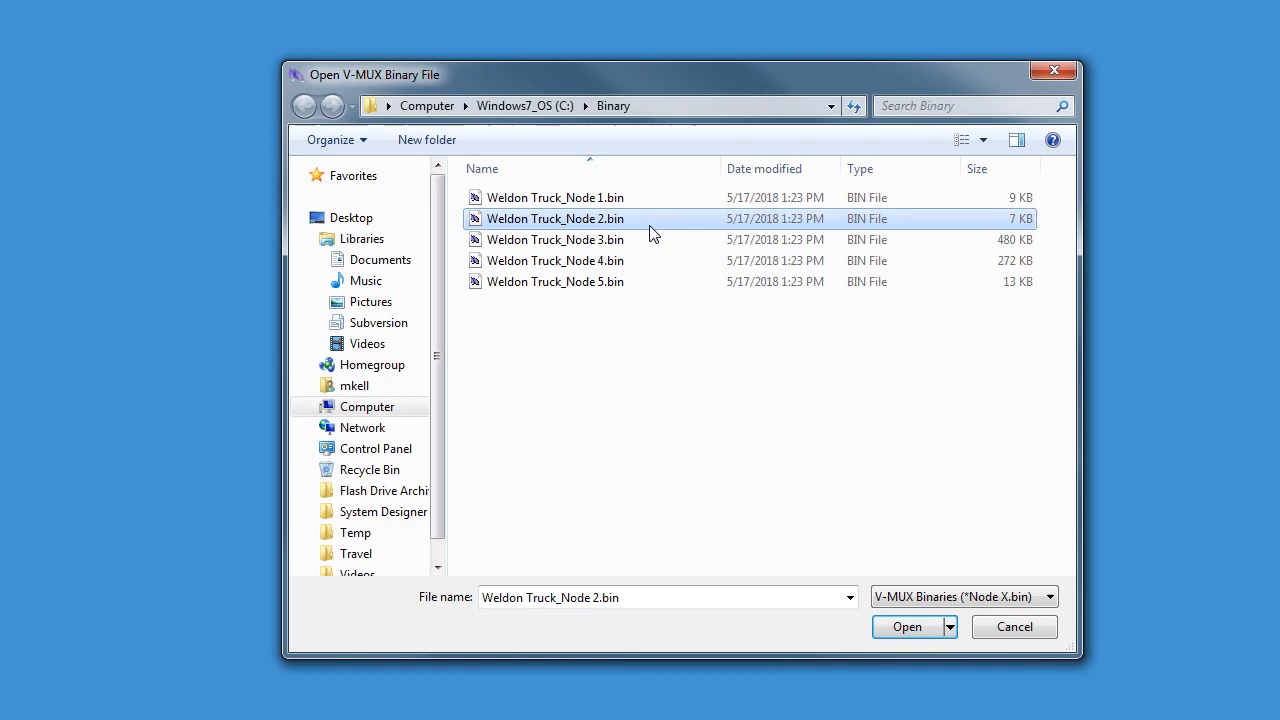 Open V-MUX Binary File
Computer Windows7_OS (C:) Binary
Search Binary
Organize New folder
Name Date modified Type Size
Favorites
Desktop
Libraries
Documents
Music
Pictures
Subversion
Videos
Homegroup
mkell
Computer
Network
Control Panel
Recycle Bin
Flash Drive Archi
System Designer
Temp
Travel
Videos
Weldon Truck_Node 1.bin 5/17/2018 1:23 PM BIN File 9 KB
Weldon Truck_Node 2.bin 5/17/2018 1:23 PM BIN File 7 KB
Weldon Truck_Node 3.bin 5/17/2018 1:23 PM BIN File 480 KB
Weldon Truck_Node 4.bin 5/17/2018 1:23 PM BIN File 272 KB
Weldon Truck_Node 5.bin 5/17/2018 1:23 PM BIN File 13 KB
File name: Weldon Truck_Node 2.bin V-MUX Binaries (*Node X.bin)
Open Cancel